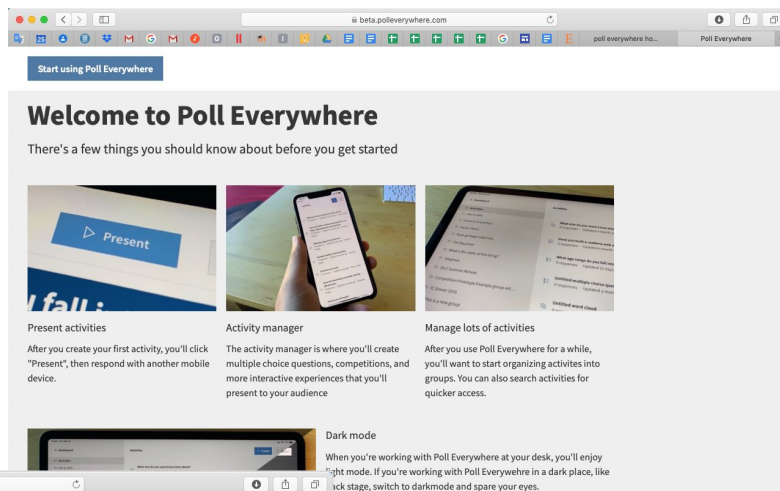 beta.polleverywhere.com
poll everywhere ho...
Poll Everywhere
Start using Poll Everywhere
Welcome to Poll Everywhere
There's a few things you should know about before you get started
Present
Present activities
After you create your first activity, you'll click
"Present", then respond with another mobile
device.
Activity manager
The activity manager is where you'll create
multiple choice questions, competitions, and
more interactive experiences that you'll
present to your audience
Manage lots of activities
After you use Poll Everywhere for a while,
you'll want to start organizing activites into
groups. You can also search activities for
quicker access.
Dark mode
When you're working with Poll Everywhere at your desk, you'll enjoy
light mode. If you're working with Poll Everywehre in a dark place, like
stage, switch to darkmode and spare your eyes.